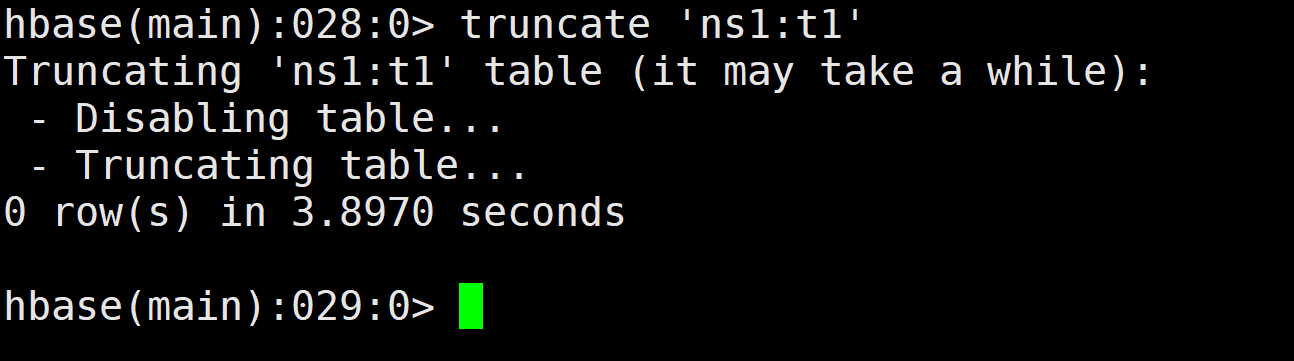 hbase(main):028:0> truncate 'ns1:t1'
Truncating 'ns1:t1' table (it may take a while):
 - Disabling table...
 - Truncating table...
0 row(s) in 3.8970 seconds
hbase(main):029:0>